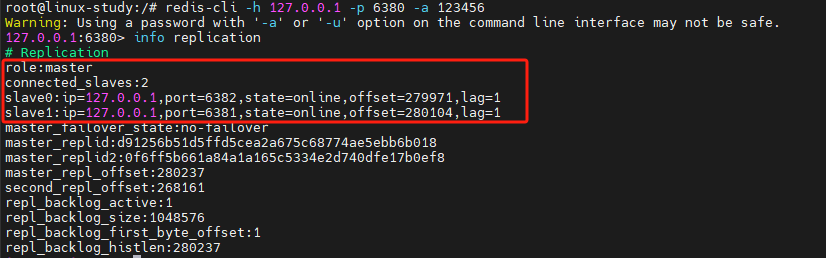 root@linux-study:/# redis-cli -h 127.0.0.1 -p 6380 -a 123456
Warning: Using a password with '-a' or '-u' option on the command line interface may not be safe.
127.0.0.1:6380> info replication
# Replication
role:master
connected_slaves:2
slave0:ip=127.0.0.1,port=6382,state=online,offset=279971,lag=1
slave1:ip=127.0.0.1,port=6381,state=online,offset=280104,lag=1
master_failover_state:no-failover
master_replid:d91256b51d5ffd5cea2a675c68774ae5ebb6b018
master_replid2:0f6ff5b661a84a1a165c5334e2d740dfe17b0ef8
master_repl_offset:280237
second_repl_offset:268161
repl_backlog_active:1
repl_backlog_size:1048576
repl_backlog_first_byte_offset:1
repl_backlog_histlen:280237